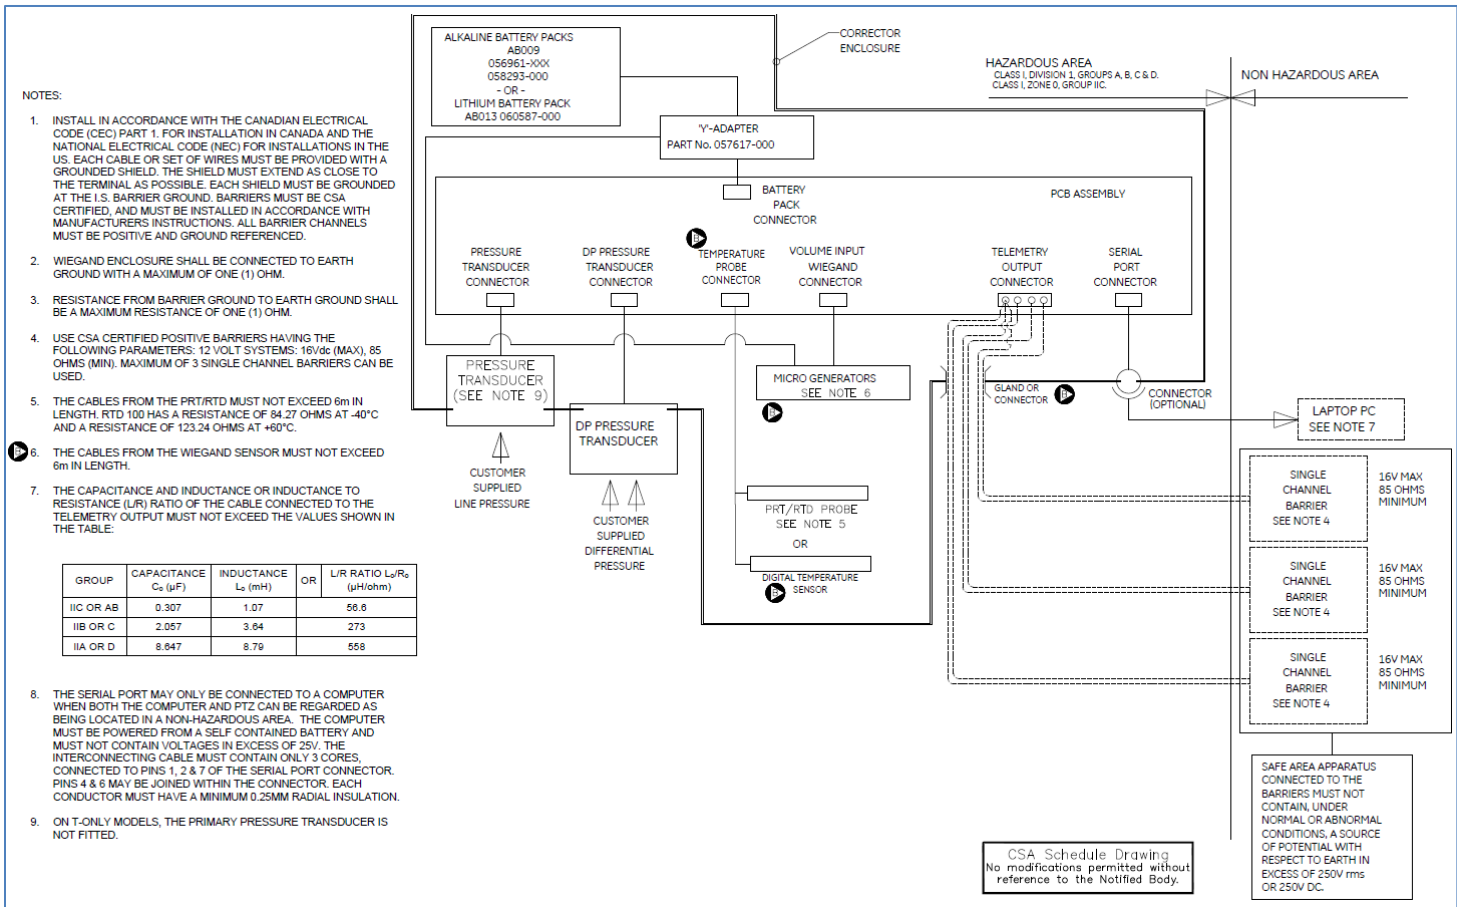 NOTES:
1. INSTALL IN ACCORDANCE WITH THE CANADIAN ELECTRICAL
CODE (CEC) PART 1. FOR INSTALLATION IN CANADA AND THE
NATIONAL ELECTRICAL CODE (NEC) FOR INSTALLATIONS IN THE
US. EACH CABLE OR SET OF WIRES MUST BE PROVIDED WITH A
GROUNDED SHIELD. THE SHIELD MUST EXTEND AS CLOSE TO
THE TERMINAL AS POSSIBLE. EACH SHIELD MUST BE GROUNDED
AT THE I.S. BARRIER GROUND. BARRIERS MUST BE CSA
CERTIFIED, AND MUST BE INSTALLED IN ACCORDANCE WITH
MANUFACTURERS INSTRUCTIONS. ALL BARRIER CHANNELS
MUST BE POSITIVE AND GROUND REFERENCED.
2. WIEGAND ENCLOSURE SHALL BE CONNECTED TO EARTH
GROUND WITH A MAXIMUM OF ONE (1) OHM.
3. RESISTANCE FROM BARRIER GROUND TO EARTH GROUND SHALL
BE A MAXIMUM RESISTANCE OF ONE (1) OHM.
4. USE CSA CERTIFIED POSITIVE BARRIERS HAVING THE
FOLLOWING PARAMETERS: 12 VOLT SYSTEMS: 16Vdc (MAX), 85
OHMS (MIN). MAXIMUM OF 3 SINGLE CHANNEL BARRIERS CAN BE
USED.
5. THE CABLES FROM THE PRT/RTD MUST NOT EXCEED 6m IN
LENGTH. RTD 100 HAS A RESISTANCE OF 84.27 OHMS AT -40°C
AND A RESISTANCE OF 123.24 OHMS AT +60°C.
6. THE CABLES FROM THE WIEGAND SENSOR MUST NOT EXCEED
6m IN LENGTH.
7. THE CAPACITANCE AND INDUCTANCE OR INDUCTANCE TO
RESISTANCE (L/R) RATIO OF THE CABLE CONNECTED TO THE
TELEMETRY OUTPUT MUST NOT EXCEED THE VALUES SHOWN IN
THE TABLE:
GROUP CAPACITANCE Cₒ (µF) INDUCTANCE Lₒ (mH) OR L/R RATIO Lₒ/Rₒ (µH/ohm)
IIC OR AB 0.307 1.07 56.6
IIB OR C 2.057 3.64 273
IIA OR D 8.647 8.79 558
8. THE SERIAL PORT MAY ONLY BE CONNECTED TO A COMPUTER
WHEN BOTH THE COMPUTER AND PTZ CAN BE REGARDED AS
BEING LOCATED IN A NON-HAZARDOUS AREA. THE COMPUTER
MUST BE POWERED FROM A SELF CONTAINED BATTERY AND
MUST NOT CONTAIN VOLTAGES IN EXCESS OF 25V. THE
INTERCONNECTING CABLE MUST CONTAIN ONLY 3 CORES,
CONNECTED TO PINS 1, 2 & 7 OF THE SERIAL PORT CONNECTOR.
PINS 4 & 6 MAY BE JOINED WITHIN THE CONNECTOR. EACH
CONDUCTOR MUST HAVE A MINIMUM 0.25MM RADIAL INSULATION.
9. ON T-ONLY MODELS, THE PRIMARY PRESSURE TRANSDUCER IS
NOT FITTED.
ALKALINE BATTERY PACKS
AB009
056961-XXX
058293-000
- OR -
LITHIUM BATTERY PACK
AB013 060587-000
CORRECTOR
ENCLOSURE
HAZARDOUS AREA
CLASS I, DIVISION 1, GROUPS A, B, C & D.
CLASS I, ZONE 0, GROUP IIC.
NON HAZARDOUS AREA
'Y'-ADAPTER
PART No. 057617-000
BATTERY
PACK
CONNECTOR
PCB ASSEMBLY
PRESSURE
TRANSDUCER
CONNECTOR
DP PRESSURE
TRANSDUCER
CONNECTOR
TEMPERATURE
PROBE
CONNECTOR
VOLUME INPUT
WIEGAND
CONNECTOR
TELEMETRY
OUTPUT
CONNECTOR
SERIAL
PORT
CONNECTOR
PRESSURE
TRANSDUCER
(SEE NOTE 9)
DP PRESSURE
TRANSDUCER
MICRO GENERATORS
SEE NOTE 6
GLAND OR
CONNECTOR
CONNECTOR
(OPTIONAL)
LAPTOP PC
SEE NOTE 7
CUSTOMER
SUPPLIED
LINE PRESSURE
CUSTOMER
SUPPLIED
DIFFERENTIAL
PRESSURE
PRT/RTD PROBE
SEE NOTE 5
OR
DIGITAL TEMPERATURE
SENSOR
SINGLE
CHANNEL
BARRIER
SEE NOTE 4
16V MAX
85 OHMS
MINIMUM
SINGLE
CHANNEL
BARRIER
SEE NOTE 4
16V MAX
85 OHMS
MINIMUM
SINGLE
CHANNEL
BARRIER
SEE NOTE 4
16V MAX
85 OHMS
MINIMUM
SAFE AREA APPARATUS
CONNECTED TO THE
BARRIERS MUST NOT
CONTAIN, UNDER
NORMAL OR ABNORMAL
CONDITIONS, A SOURCE
OF POTENTIAL WITH
RESPECT TO EARTH IN
EXCESS OF 250V rms
OR 250V DC.
CSA Schedule Drawing
No modifications permitted without
reference to the Notified Body.